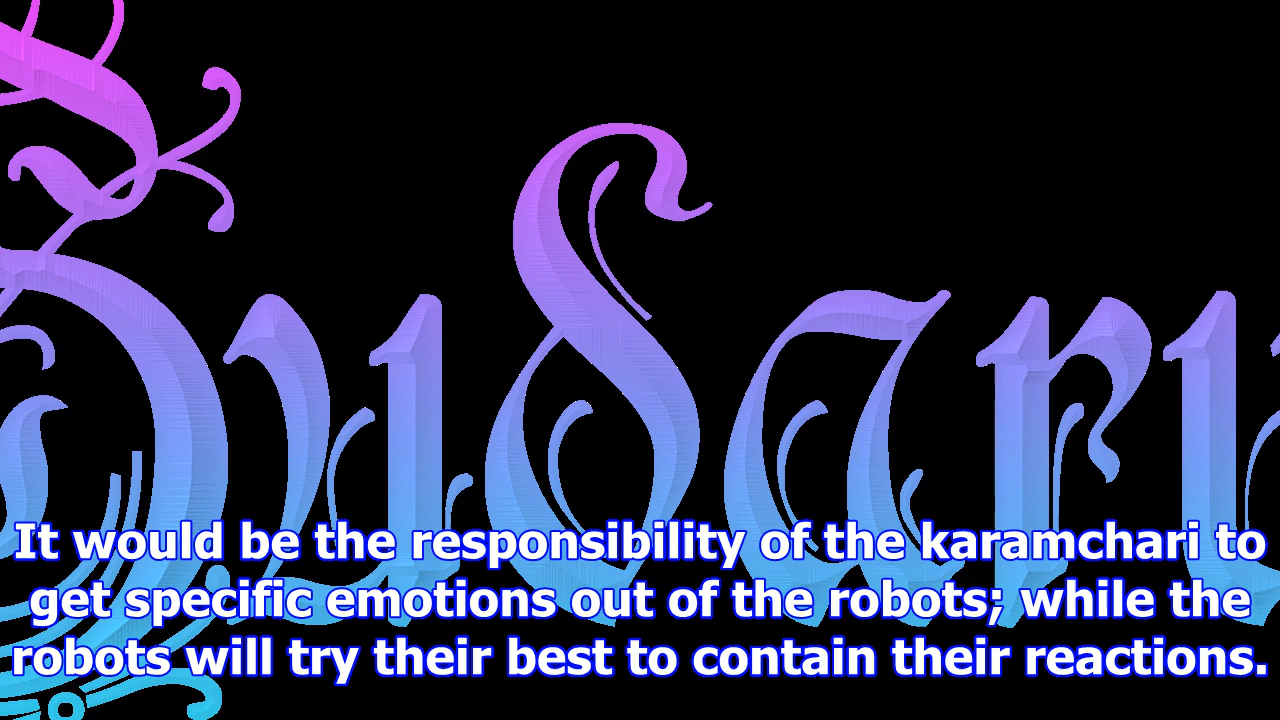 It would be the responsibility of the karamchari to
get specific emotions out of the robots; while the
robots will try their best to contain their reactions.